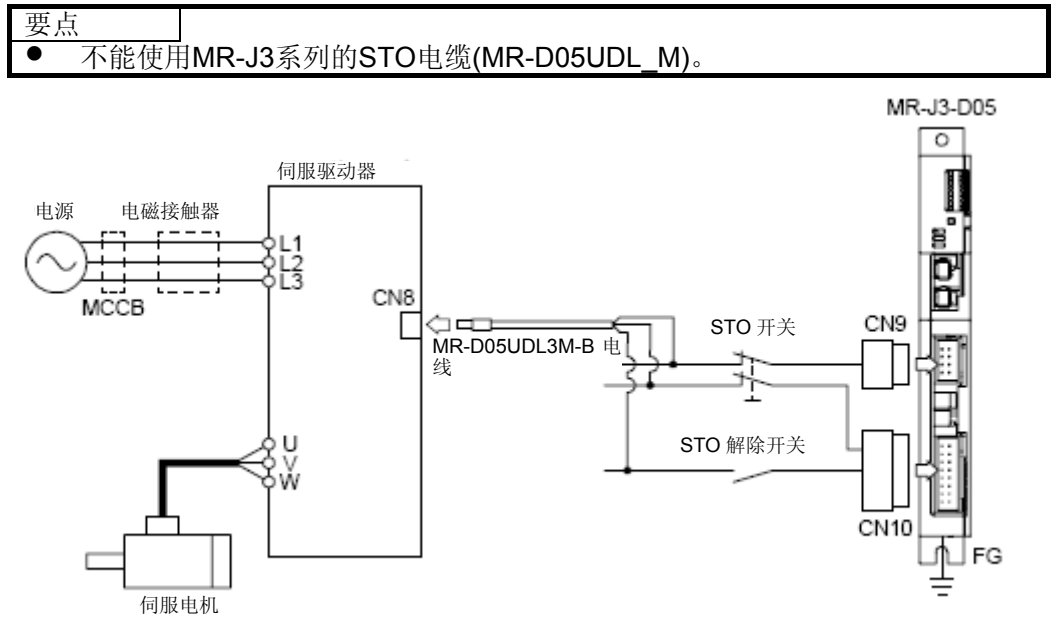 要点
● 不能使用MR-J3系列的STO电缆(MR-D05UDL_M)。
MR-J3-D05
伺服驱动器
电源
电磁接触器
L1
L2
L3
MCCB
CN8
MR-D05UDL3M-B 电
线
STO 开关
CN9
STO 解除开关
U
V
W
CN10
FG
伺服电机